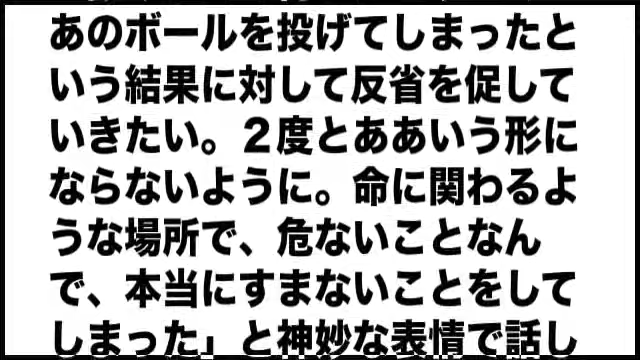 あのボールを投げてしまったと
いう結果に対して反省を促して
いきたい。２度とああいう形に
ならないように。命に関わるよ
うな場所で、危ないことなん
で、本当にすまないことをして
しまった」と神妙な表情で話し